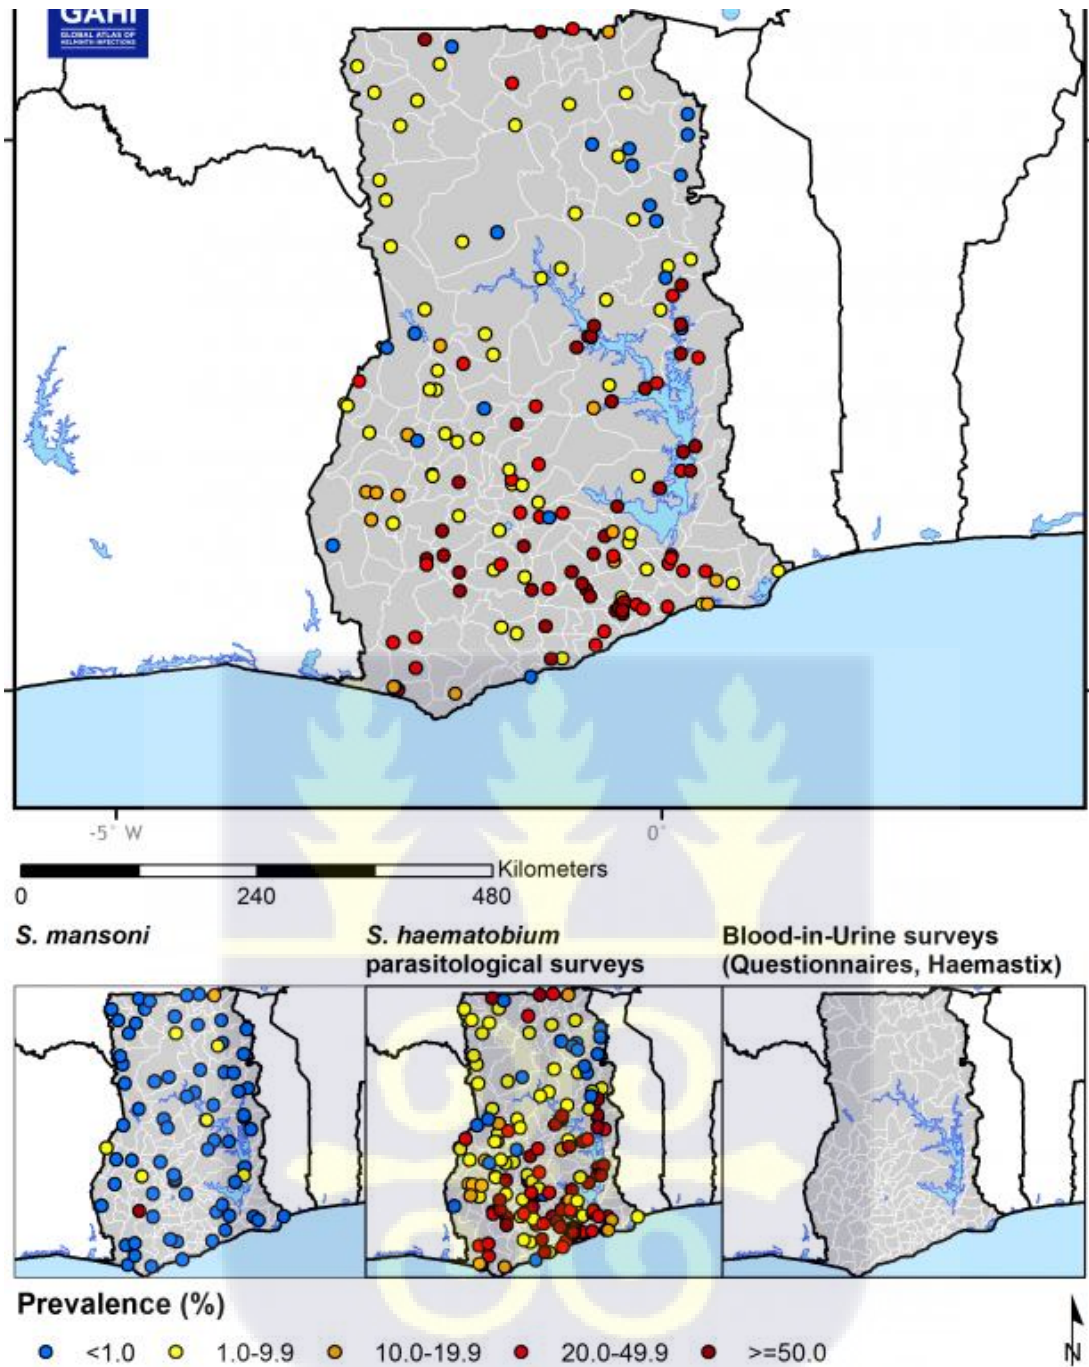 GAHI
GLOBAL ATLAS OF
HELMINTH INFECTIONS
-5° W
0°
Kilometers
0
240
480
S. mansoni
S. haematobium
parasitological surveys
Blood-in-Urine surveys
(Questionnaires, Haemastix)
Prevalence (%)
<1.0
1.0-9.9
10.0-19.9
20.0-49.9
>=50.0
N